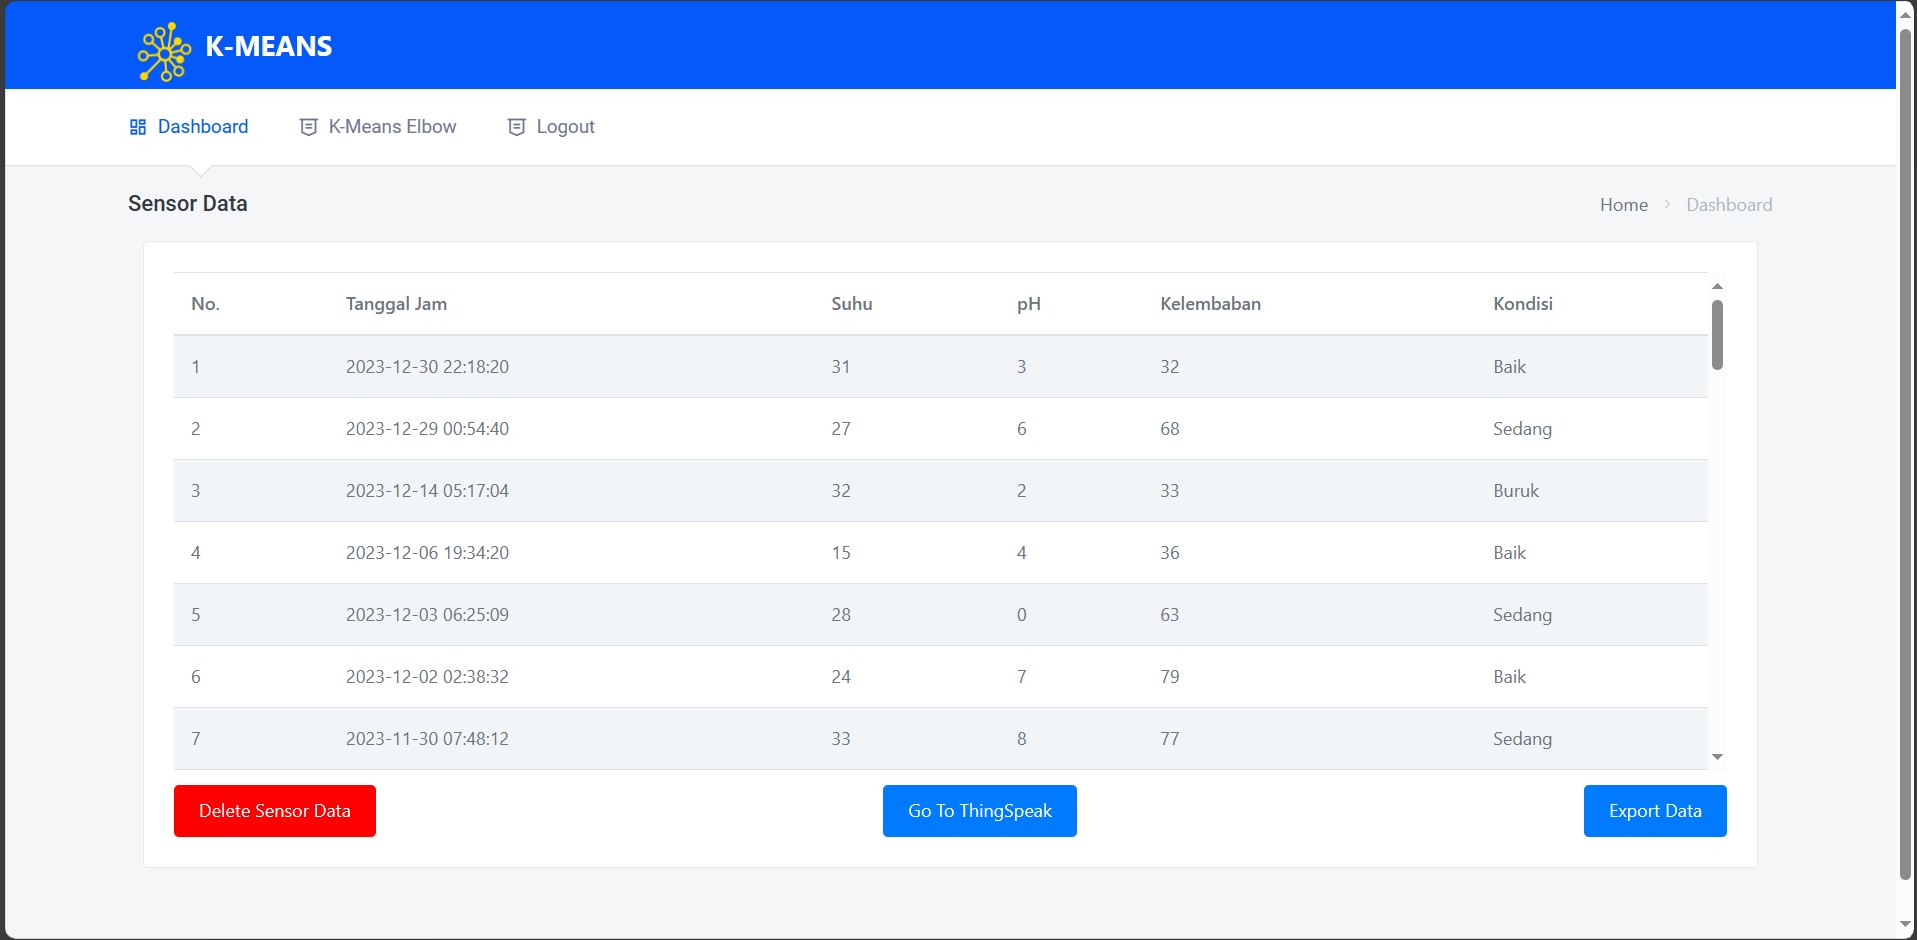 K-MEANS
Dashboard K-Means Elbow Logout
Sensor Data Home Dashboard
No. Tanggal Jam Suhu pH Kelembaban Kondisi
1 2023-12-30 22:18:20 31 3 32 Baik
2 2023-12-29 00:54:40 27 6 68 Sedang
3 2023-12-14 05:17:04 32 2 33 Buruk
4 2023-12-06 19:34:20 15 4 36 Baik
5 2023-12-03 06:25:09 28 0 63 Sedang
6 2023-12-02 02:38:32 24 7 79 Baik
7 2023-11-30 07:48:12 33 8 77 Sedang
Delete Sensor Data Go To ThingSpeak Export Data